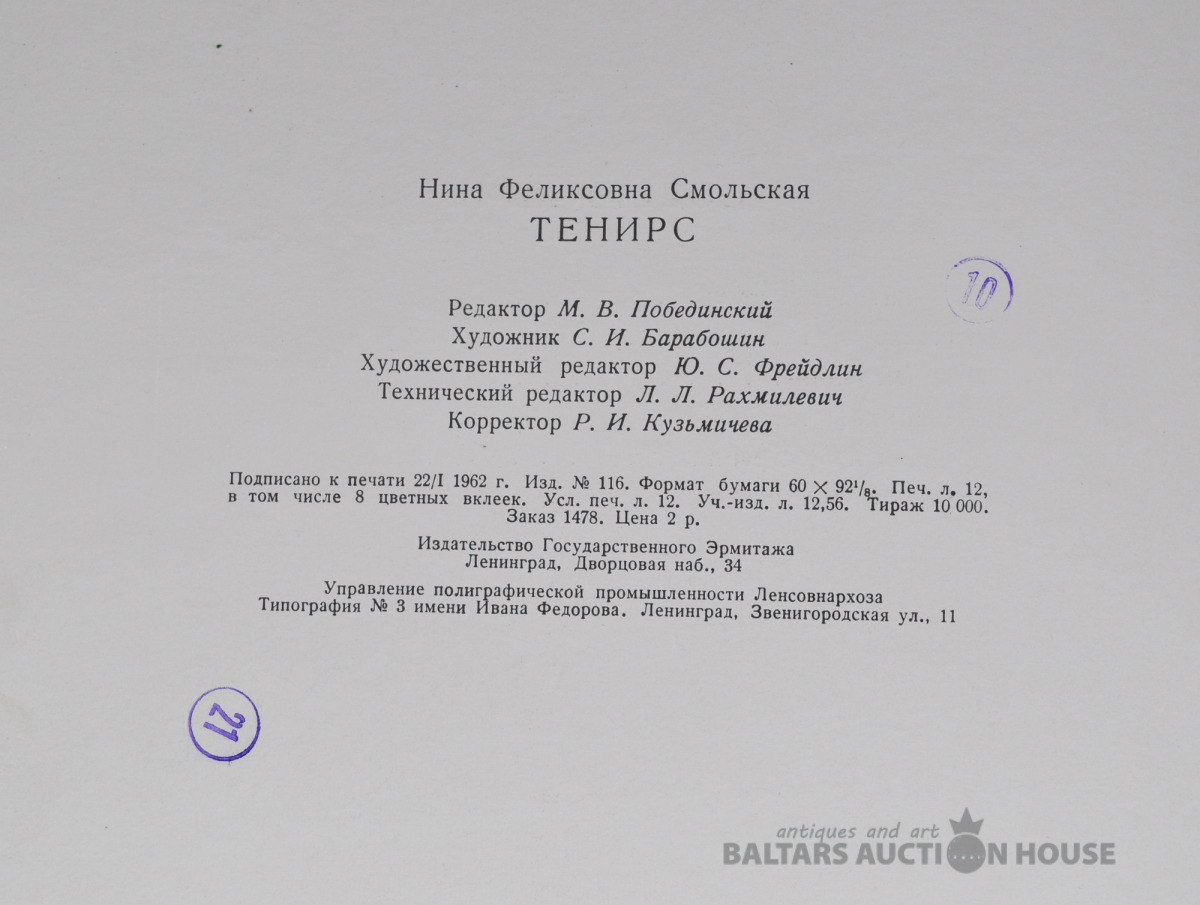 Нина Феликсовна Смольская
ТЕНИРС
10
Редактор М. В. Побединский
Художник С. И. Барабошин
Художественный редактор Ю. С. Фрейдлин
Технический редактор Л. Л. Рахмилевич
Корректор Р. И. Кузьмичева
Подписано к печати 22/I 1962 г. Изд. № 116. Формат бумаги 60 × 92¹/₈. Печ. л. 12,
в том числе 8 цветных вклеек. Усл. печ. л. 12. Уч.-изд. л. 12,56. Тираж 10 000.
Заказ 1478. Цена 2 р.
Издательство Государственного Эрмитажа
Ленинград, Дворцовая наб., 34
Управление полиграфической промышленности Ленсовнархоза
Типография № 3 имени Ивана Федорова. Ленинград, Звенигородская ул., 11
21
antiques and art
BALTARS AUCTION HOUSE